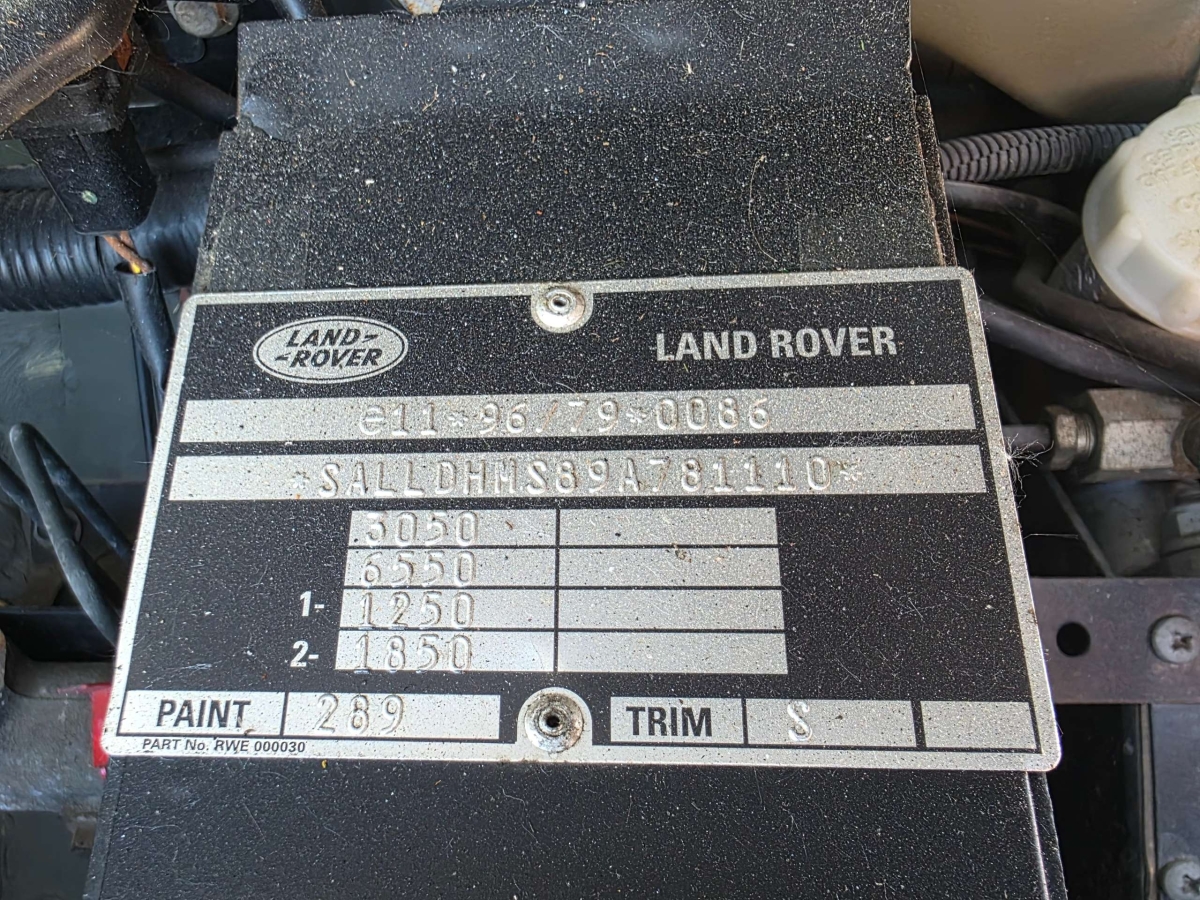 LAND-
-ROVER
LAND ROVER
e11*96/79*0086
*SALLDHMS89A781110*
3050
6550
1- 1250
2- 1850
PAINT 289 TRIM S
PART No. RWE 000030